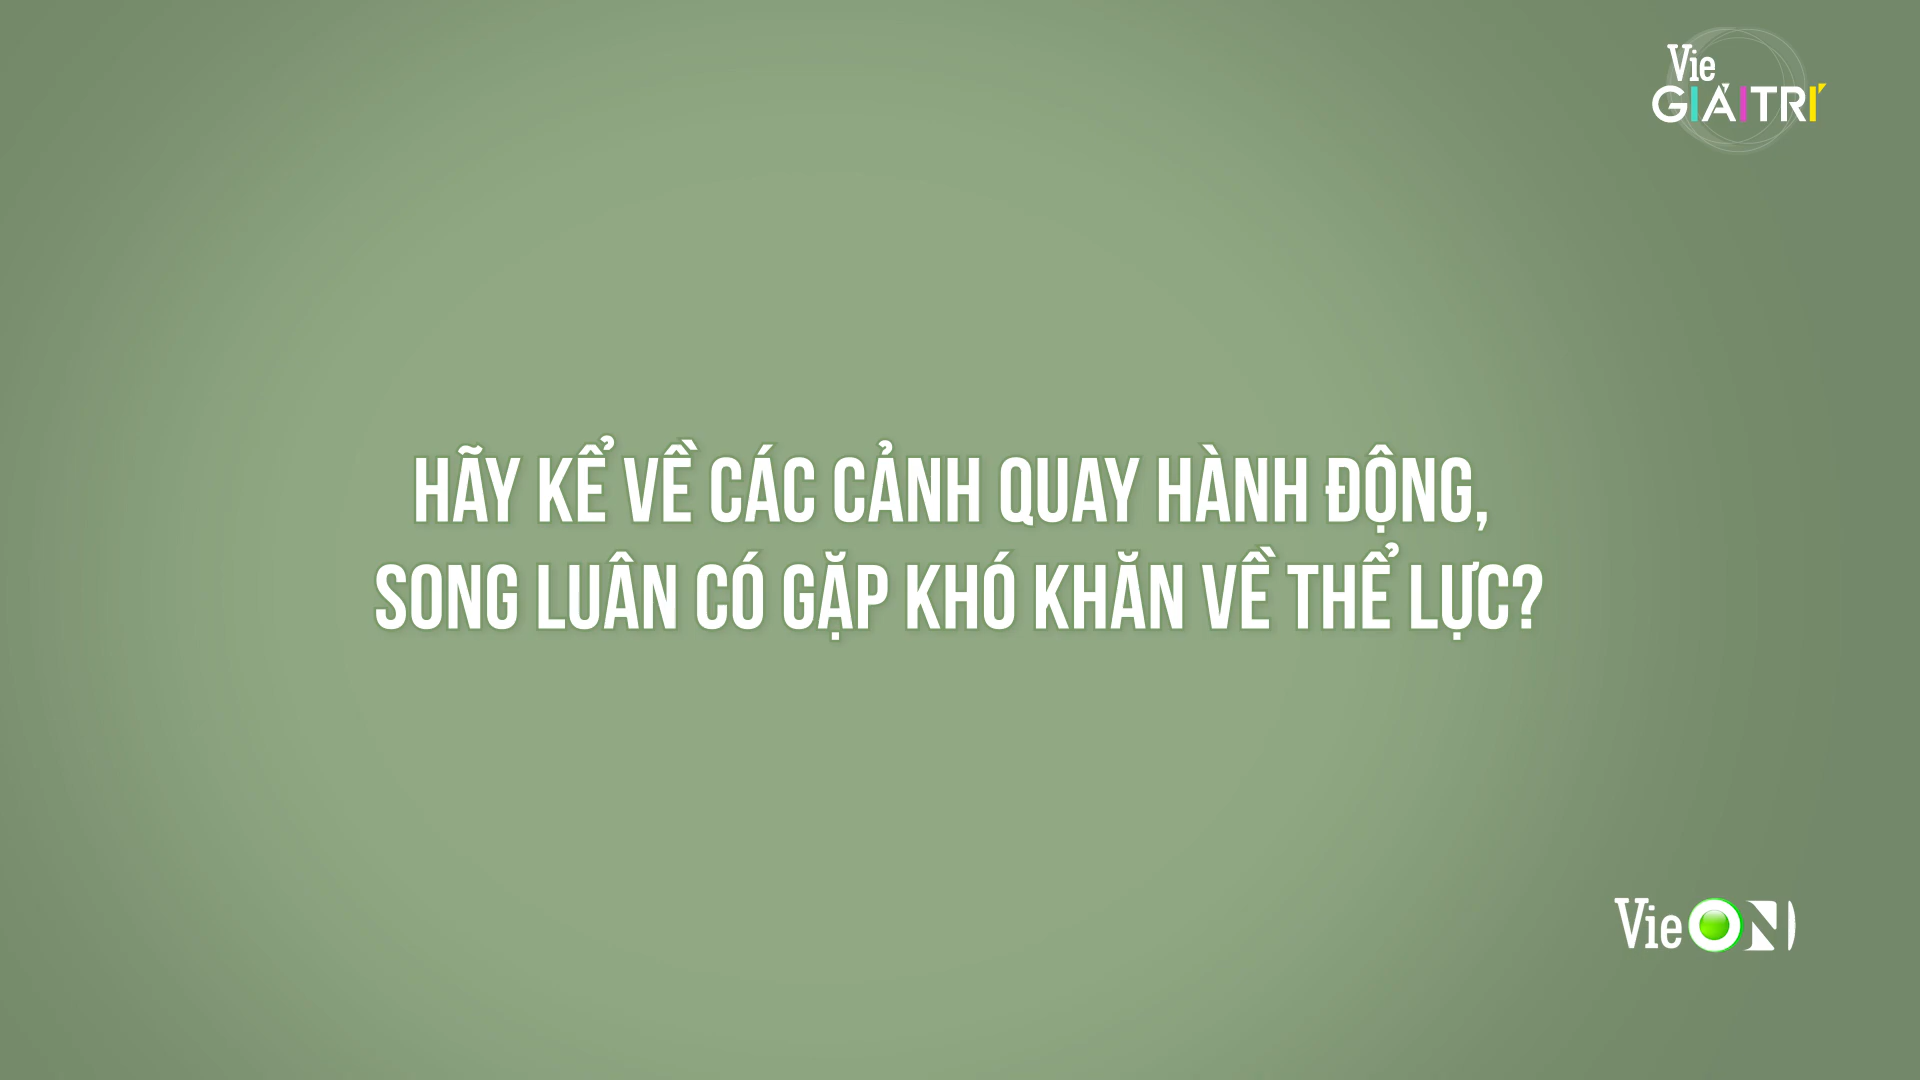 Vie
GIẢI TRÍ
HÃY KỂ VỀ CÁC CẢNH QUAY HÀNH ĐỘNG,
SONG LUÂN CÓ GẶP KHÓ KHĂN VỀ THỂ LỰC?
VieON